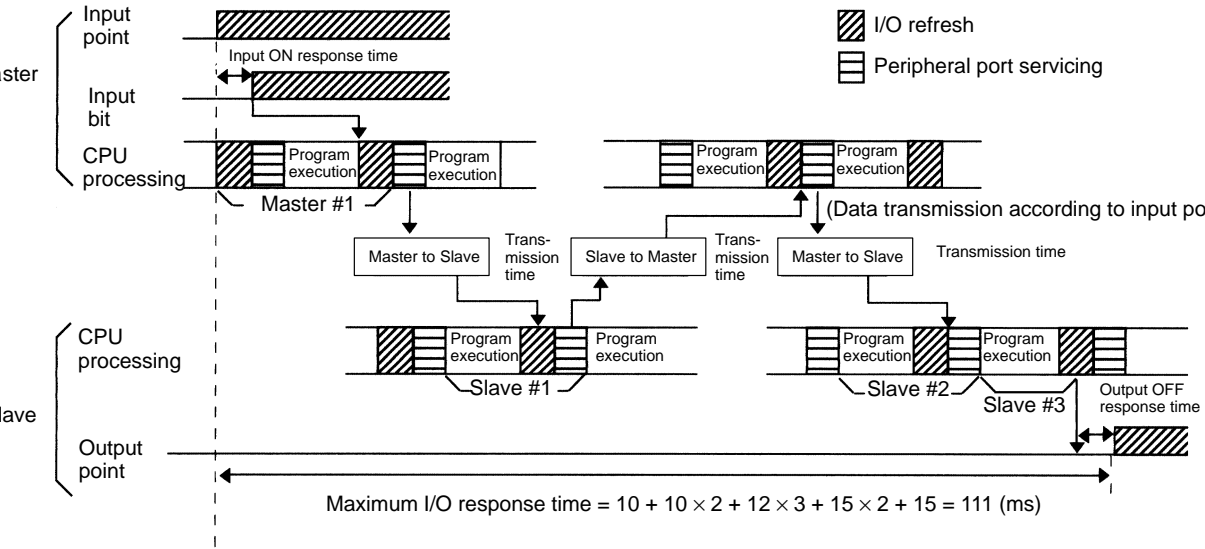 Input
point
I/O refresh
Input ON response time
Peripheral port servicing
Input
bit
CPU
processing
Program
execution
Program
execution
Program
execution
Program
execution
Master #1
(Data transmission according to input
Master to Slave
Trans-
mission
time
Slave to Master
Trans-
mission
time
Master to Slave
Transmission time
CPU
processing
Program
execution
Program
execution
Program
execution
Program
execution
Slave #1
Slave #2
Slave #3
Output OFF
response time
Output
point
Maximum I/O response time = 10 + 10 × 2 + 12 × 3 + 15 × 2 + 15 = 111 (ms)